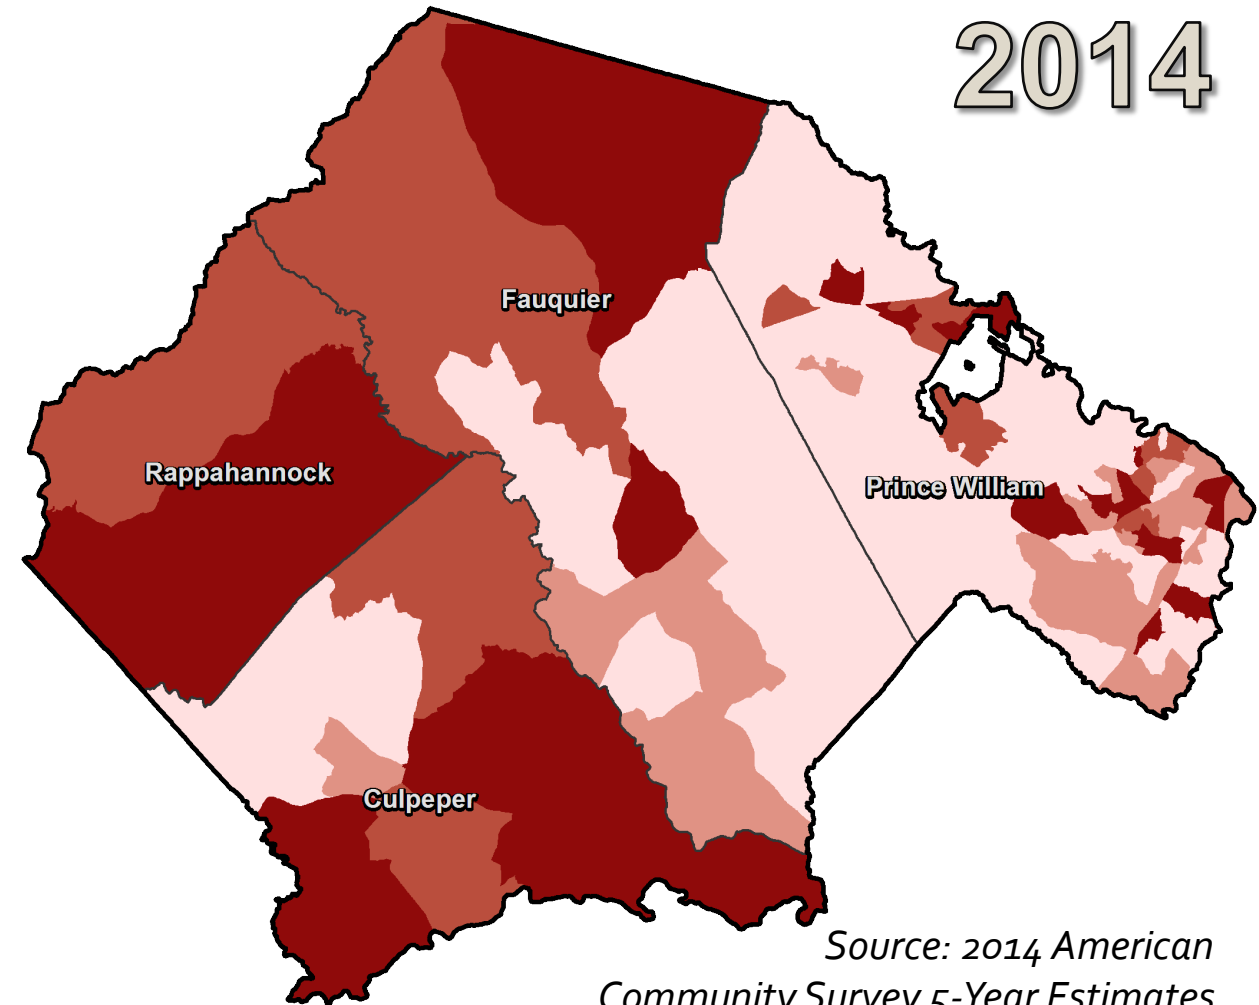 2014
Fauquier
Rappahannock
Prince William
Culpeper
Source: 2014 American
Community Survey 5-Year Estimates